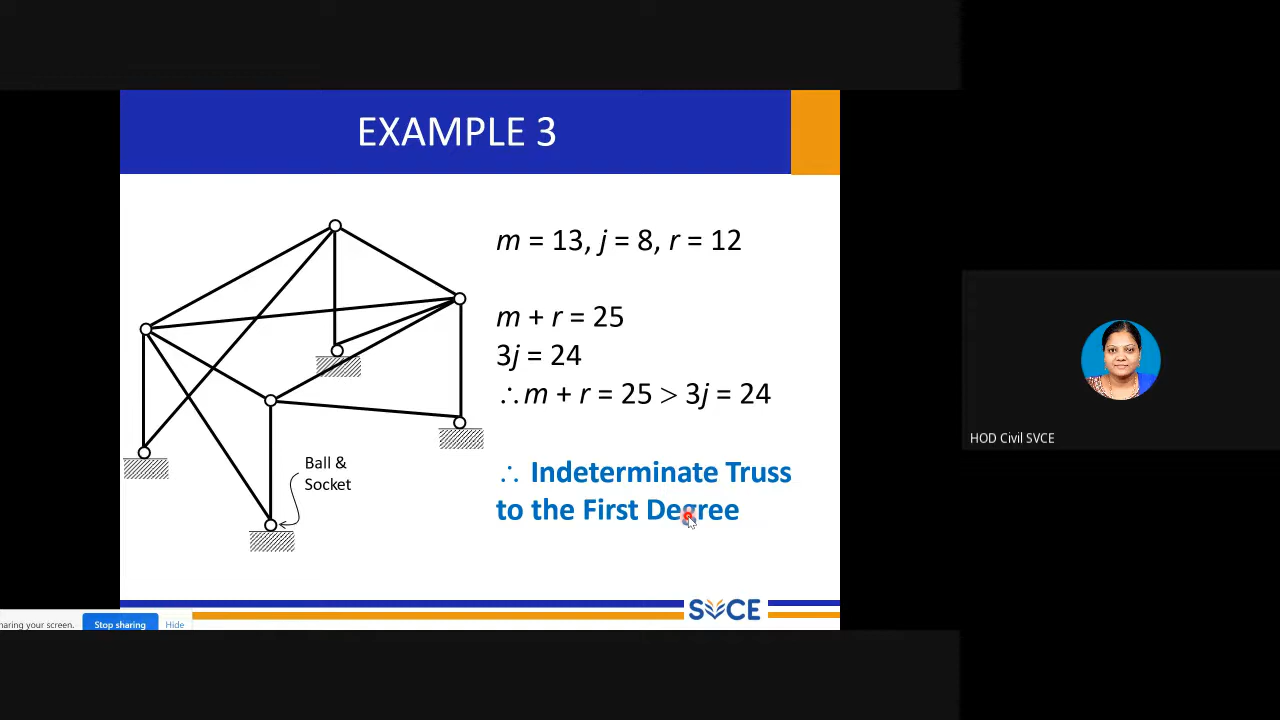 EXAMPLE 3
m = 13, j = 8, r = 12
m + r = 25
3j = 24
∴ m + r = 25 > 3j = 24
∴ Indeterminate Truss
to the First Degree
Ball &
Socket
HOD Civil SVCE
SVCE
haring your screen.
Stop sharing
Hide